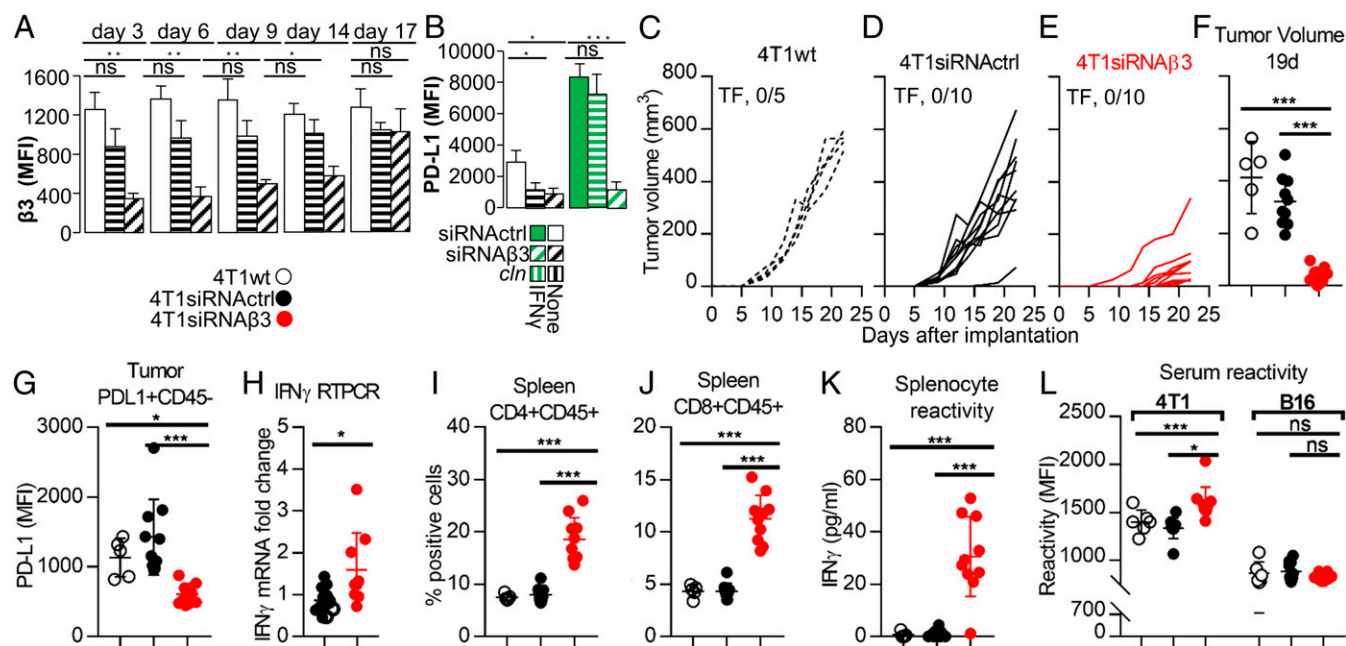 A
day 3 day 6 day 9 day 14 day 17
** ** ** * ns
ns ns ns ns ns
β3 (MFI)
1600
1200
800
400
0
4T1wt
4T1siRNActrl
4T1siRNAβ3
B
* ***
* ns
PD-L1 (MFI)
10000
8000
6000
4000
2000
0
siRNActrl
siRNAβ3
cln
IFNγ
None
C
4T1wt
TF, 0/5
Tumor volume (mm3)
800
600
400
200
0
0 5 10 15 20 25
D
4T1siRNActrl
TF, 0/10
0 5 10 15 20 25
Days after implantation
E
4T1siRNAβ3
TF, 0/10
0 5 10 15 20 25
F
Tumor Volume
19d
***
***
G
Tumor
PDL1+CD45-
*
***
PD-L1 (MFI)
3000
2000
1000
0
H
IFNγ RTPCR
*
IFNγ mRNA fold change
5
4
3
2
1
0
I
Spleen
CD4+CD45+
***
***
% positive cells
40
30
20
10
0
J
Spleen
CD8+CD45+
***
***
20
15
10
5
0
K
Splenocyte
reactivity
***
***
IFNγ (pg/ml)
80
60
40
20
0
L
Serum reactivity
4T1 B16
*** ns
* ns
Reactivity (MFI)
2500
2000
1500
1000
700
0